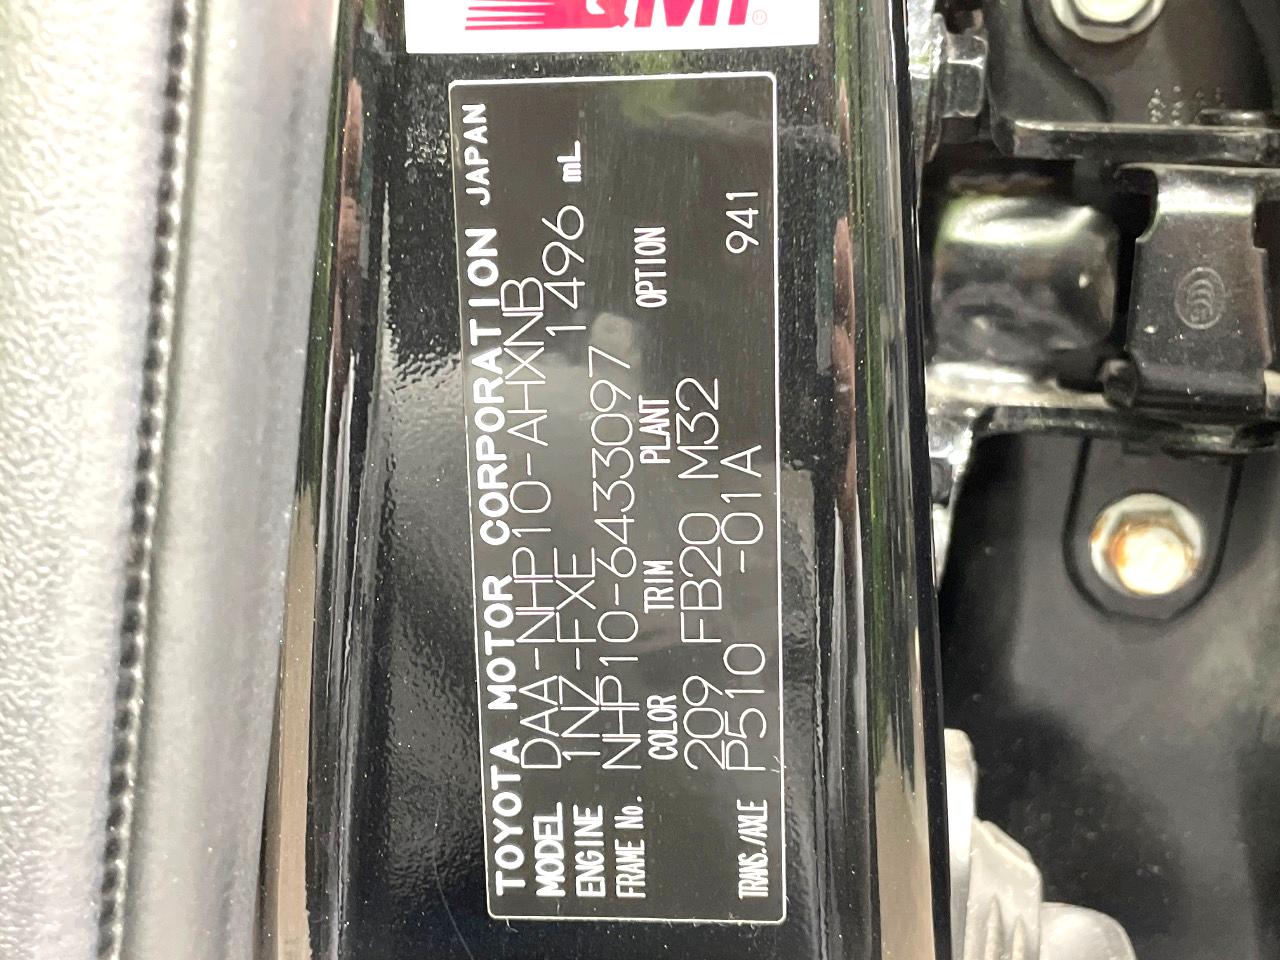 QMI®
TOYOTA MOTOR CORPORATION JAPAN
MODEL DAA-NHP10-AHXNB
ENGINE 1NZ-FXE 1496 mL
FRAME No. NHP10-6433097
COLOR TRIM PLANT OPTION
209 FB20 M32
TRANS./AXLE P510 -01A 941